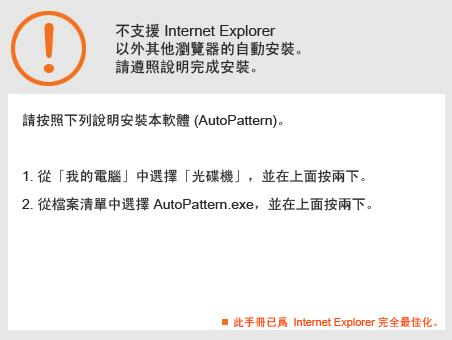 不支援 Internet Explorer
以外其他瀏覽器的自動安裝。
請遵照說明完成安裝。
請按照下列說明安裝本軟體 (AutoPattern)。
1. 從「我的電腦」中選擇「光碟機」，並在上面按兩下。
2. 從檔案清單中選擇 AutoPattern.exe，並在上面按兩下。
■ 此手冊已爲 Internet Explorer 完全最佳化。